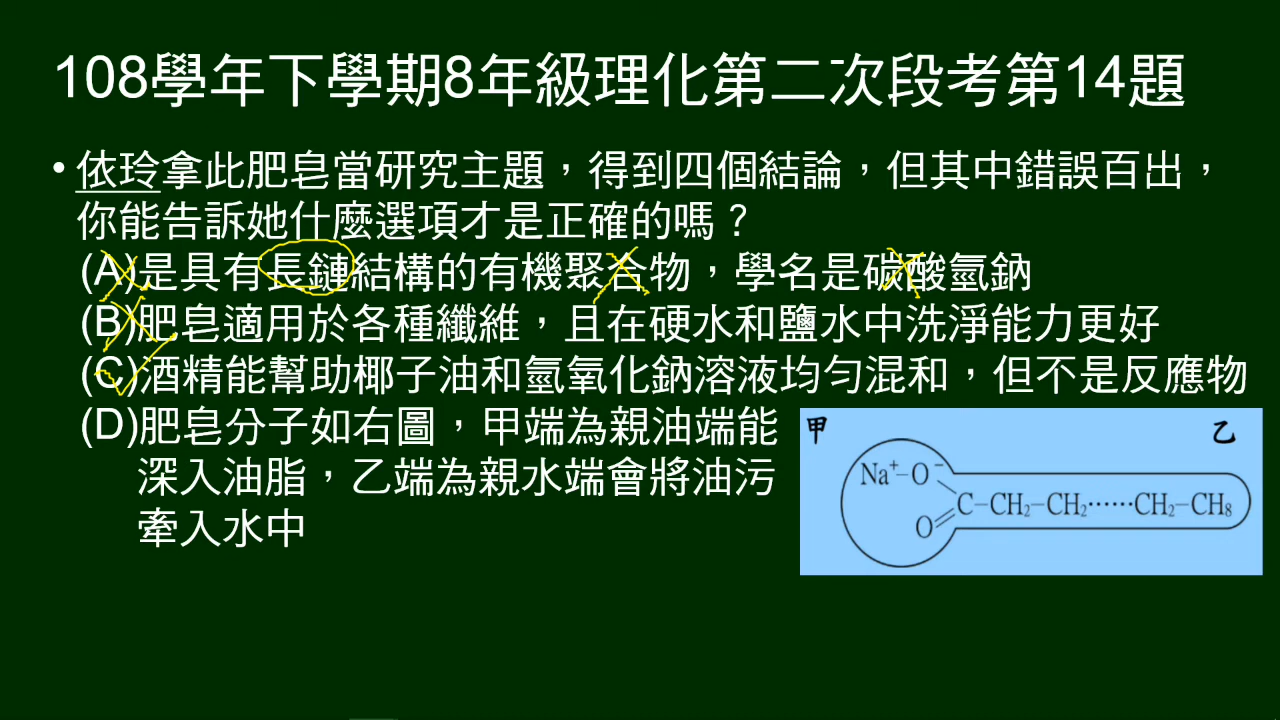 108學年下學期8年級理化第二次段考第14題
•依玲拿此肥皂當研究主題，得到四個結論，但其中錯誤百出，
你能告訴她什麼選項才是正確的嗎？
(A)是具有長鏈結構的有機聚合物，學名是碳酸氫鈉
(B)肥皂適用於各種纖維，且在硬水和鹽水中洗淨能力更好
(C)酒精能幫助椰子油和氫氧化鈉溶液均勻混和，但不是反應物
(D)肥皂分子如右圖，甲端為親油端能
深入油脂，乙端為親水端會將油污
牽入水中
甲 乙
Na⁺–O⁻
C–CH₂–CH₂······CH₂–CH₈
O